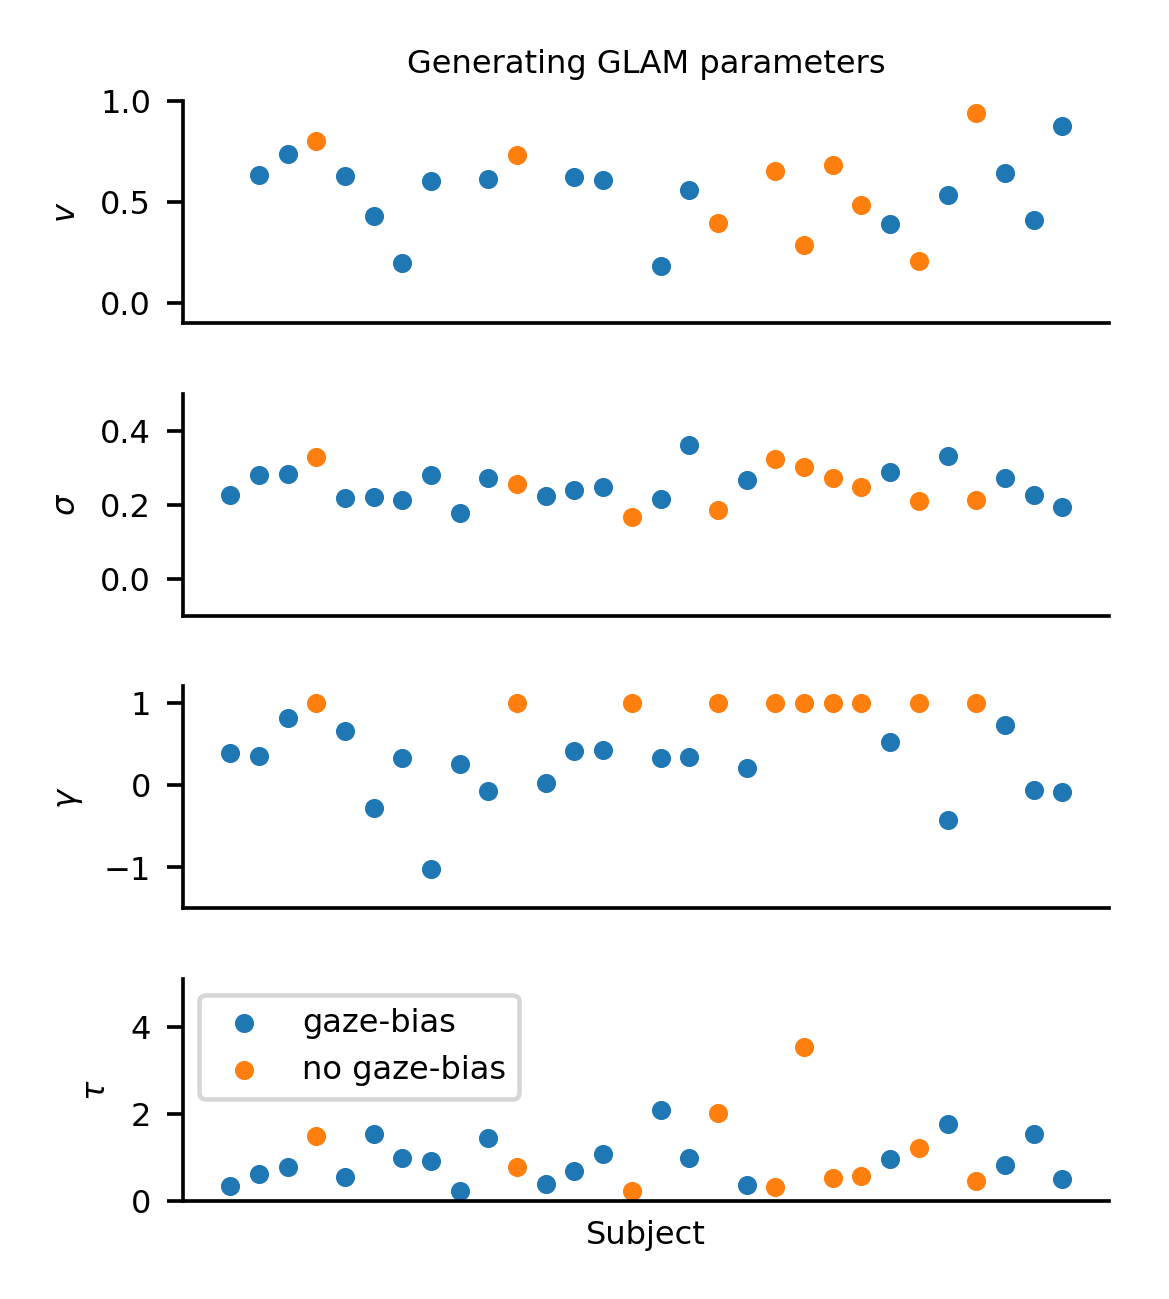 Generating GLAM parameters
1.0
0.5
0.0
v
0.4
0.2
0.0
σ
1
0
−1
γ
4
2
0
τ
gaze-bias
no gaze-bias
Subject